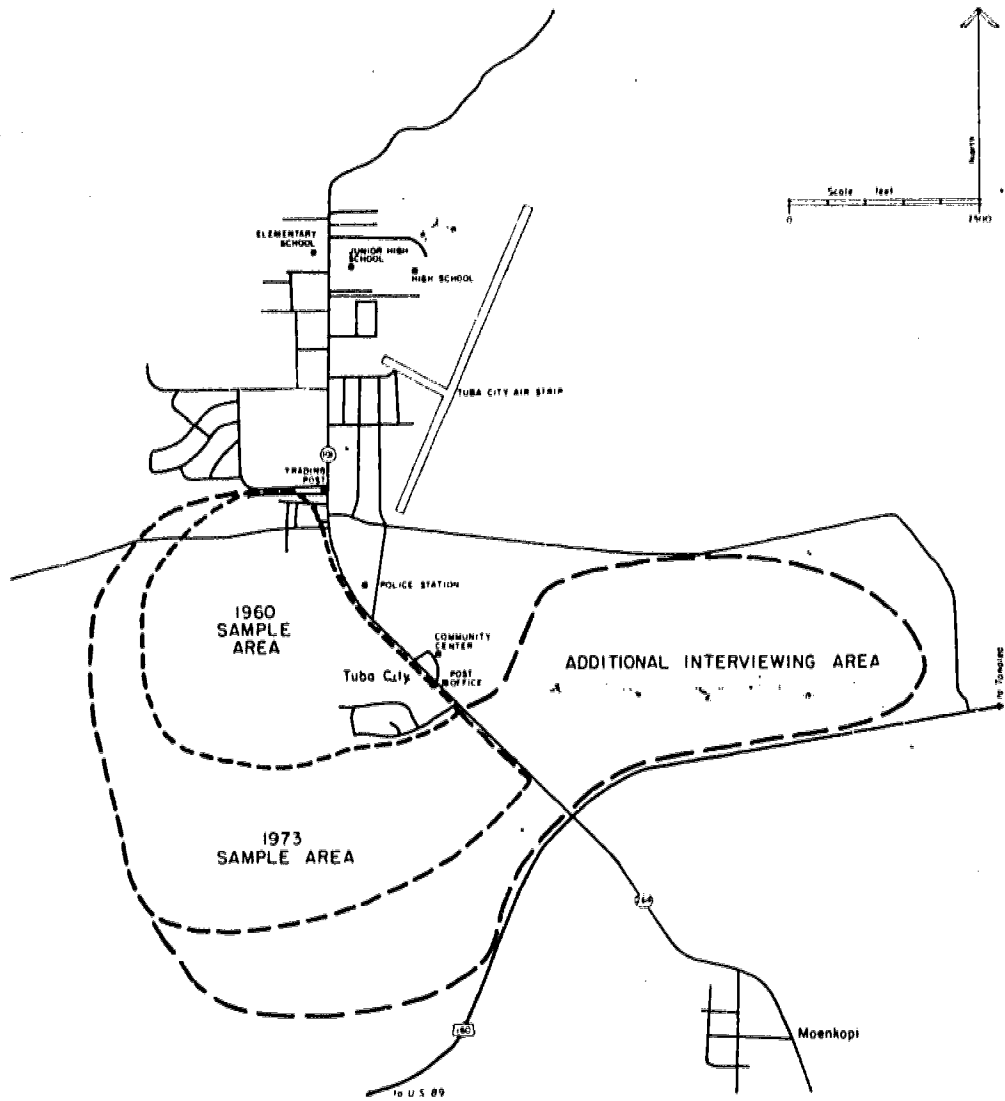 North
Scale feet
0
ELEMENTARY
SCHOOL
JUNIOR HIGH
SCHOOL
HIGH SCHOOL
TUBA CITY AIR STRIP
TRADING
POST
POLICE STATION
1960
SAMPLE
AREA
COMMUNITY
CENTER
Tuba City
POST
OFFICE
ADDITIONAL INTERVIEWING AREA
1973
SAMPLE AREA
264
160
Moenkopi
to U.S. 89